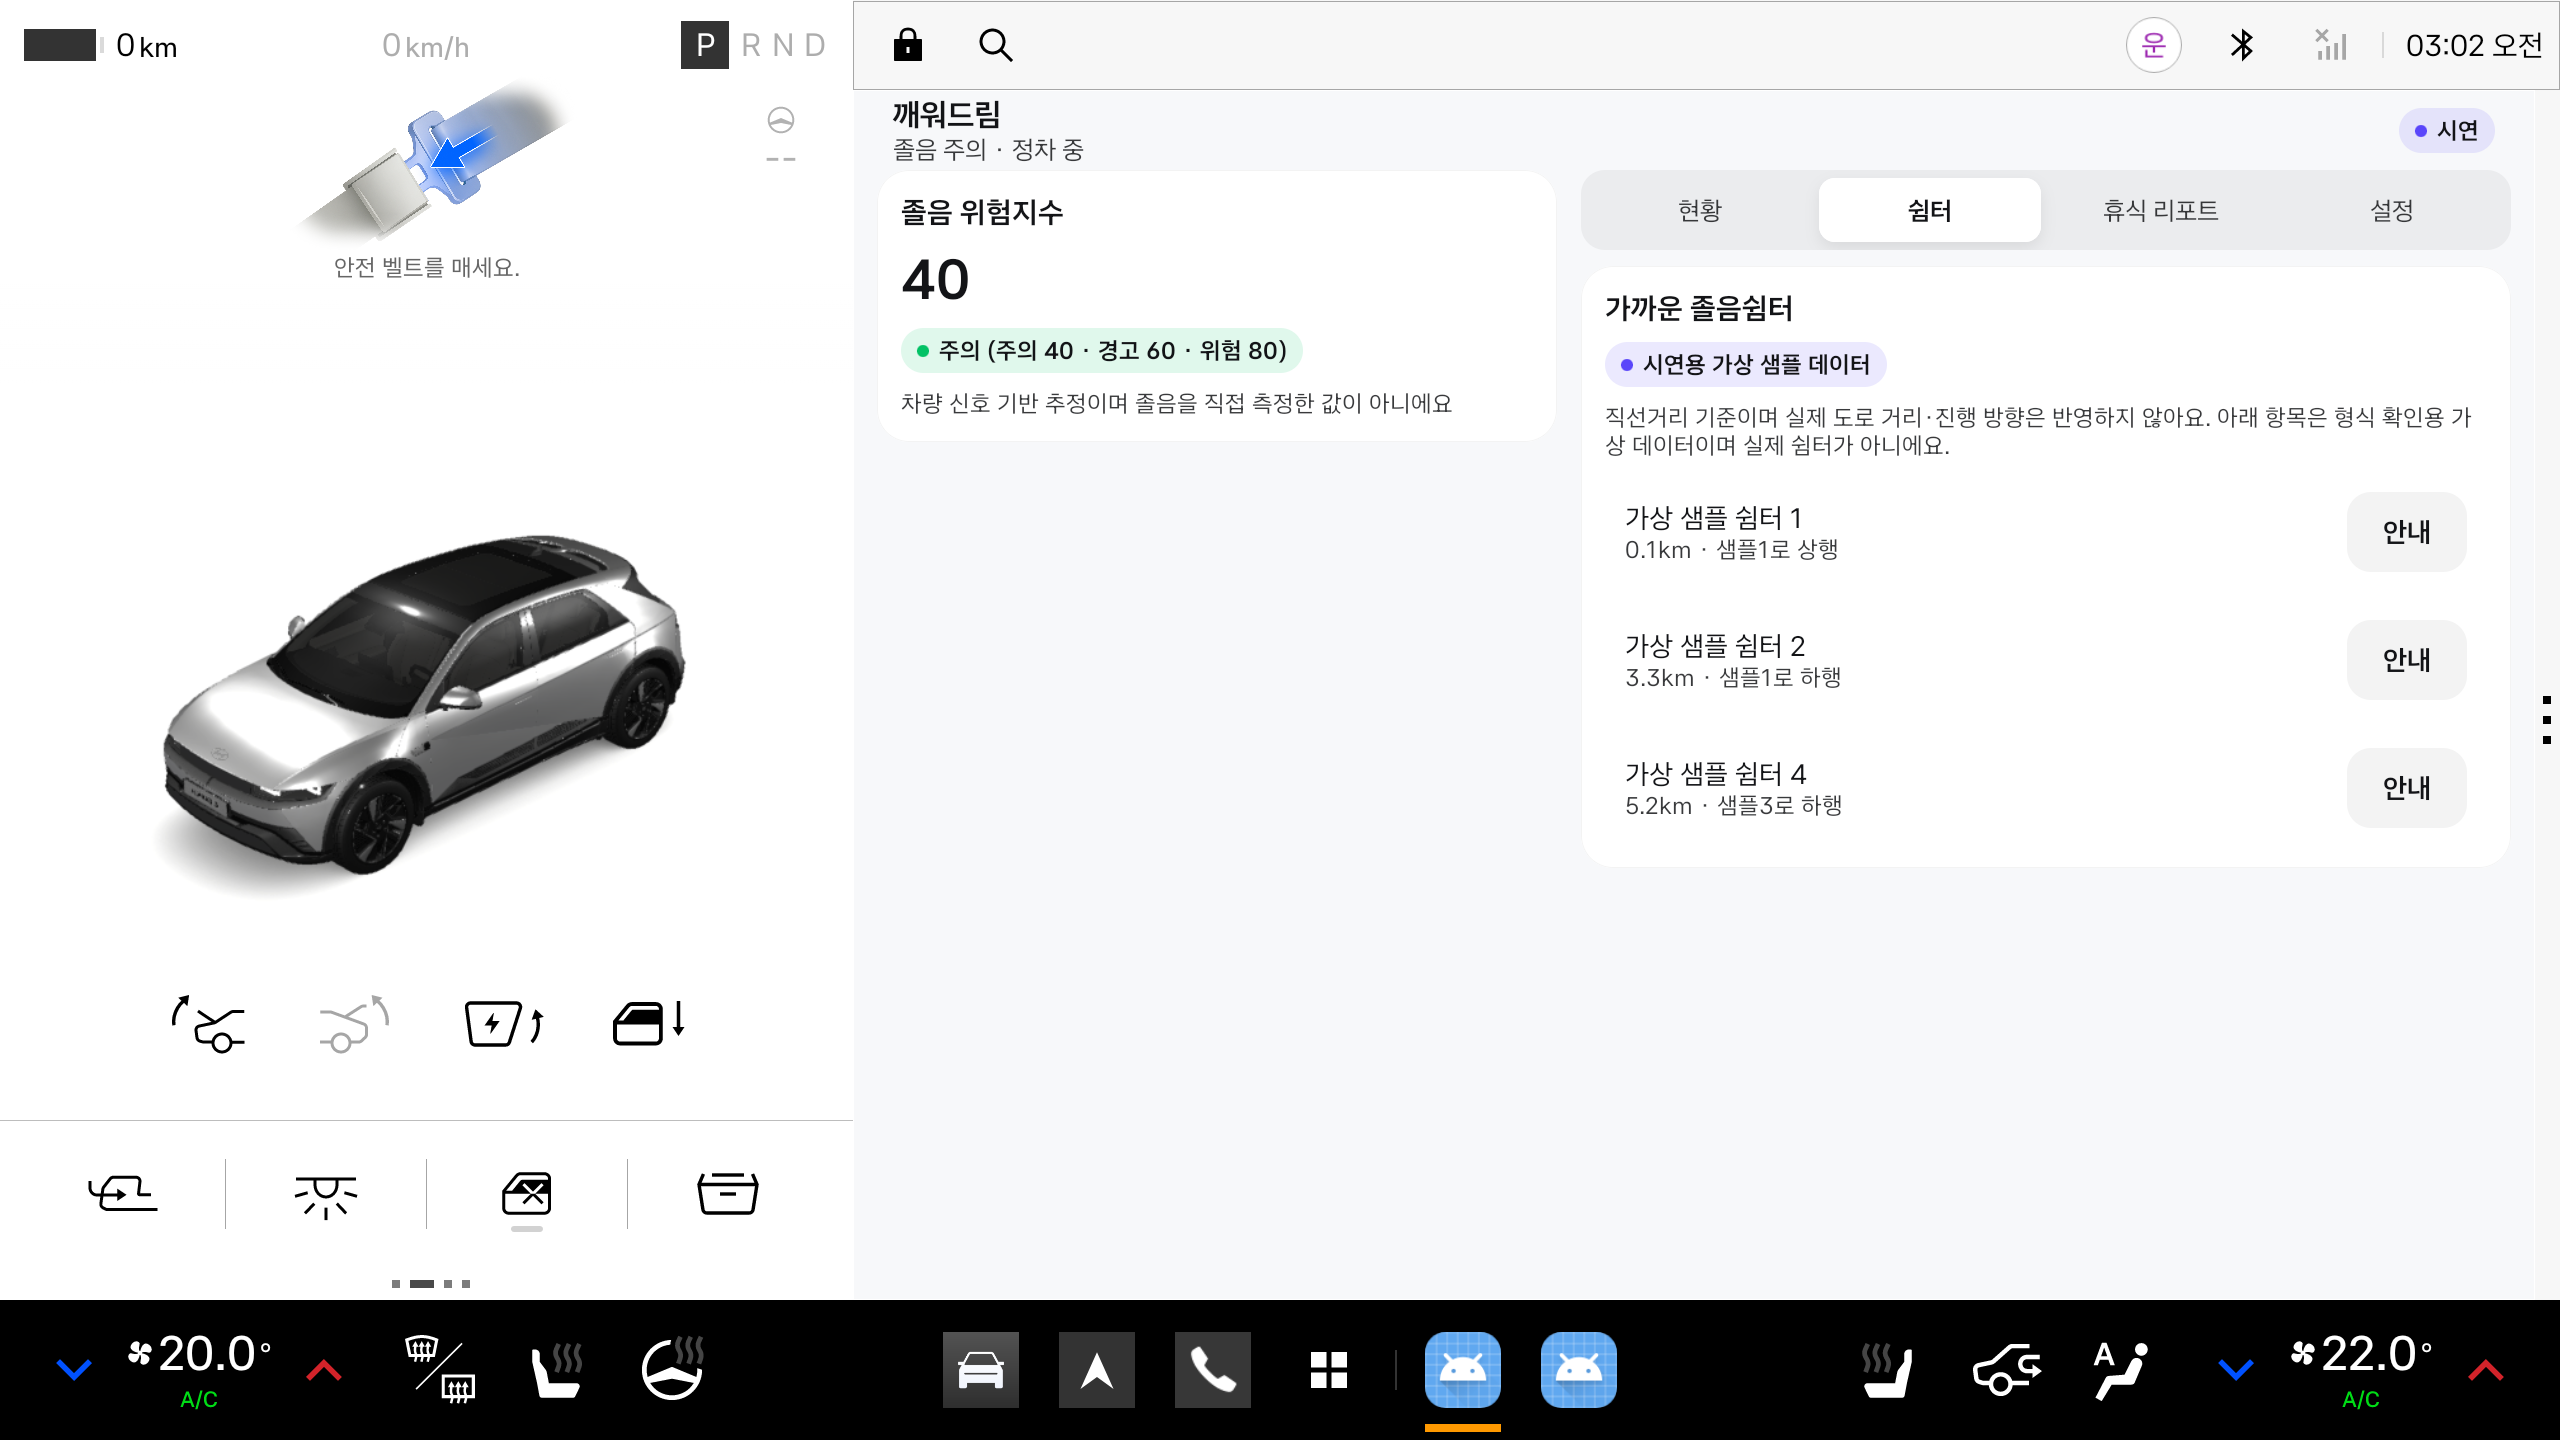 0 km
0 km/h
P R N D
안전 벨트를 매세요.
운
03:02 오전
깨워드림
졸음 주의 · 정차 중
시연
졸음 위험지수
40
주의 (주의 40 · 경고 60 · 위험 80)
차량 신호 기반 추정이며 졸음을 직접 측정한 값이 아니에요
현황
쉼터
휴식 리포트
설정
가까운 졸음쉼터
시연용 가상 샘플 데이터
직선거리 기준이며 실제 도로 거리·진행 방향은 반영하지 않아요. 아래 항목은 형식 확인용 가
상 데이터이며 실제 쉼터가 아니에요.
가상 샘플 쉼터 1
0.1km · 샘플1로 상행
안내
가상 샘플 쉼터 2
3.3km · 샘플1로 하행
안내
가상 샘플 쉼터 4
5.2km · 샘플3로 하행
안내
20.0°
A/C
A
22.0°
A/C